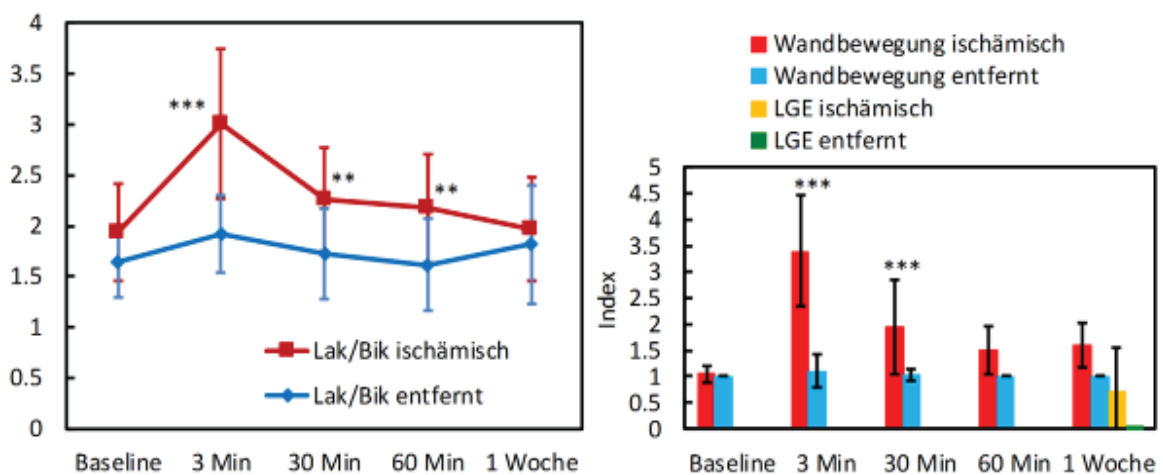 4
3.5
3
2.5
2
1.5
1
0
***
**
**
Lak/Bik ischämisch
Lak/Bik entfernt
Baseline 3 Min 30 Min 60 Min 1 Woche
Wandbewegung ischämisch
Wandbewegung entfernt
LGE ischämisch
LGE entfernt
Index
5
4.5
4
3.5
3
2.5
2
1.5
1
0.5
0
***
***
Baseline 3 Min 30 Min 60 Min 1 Woche